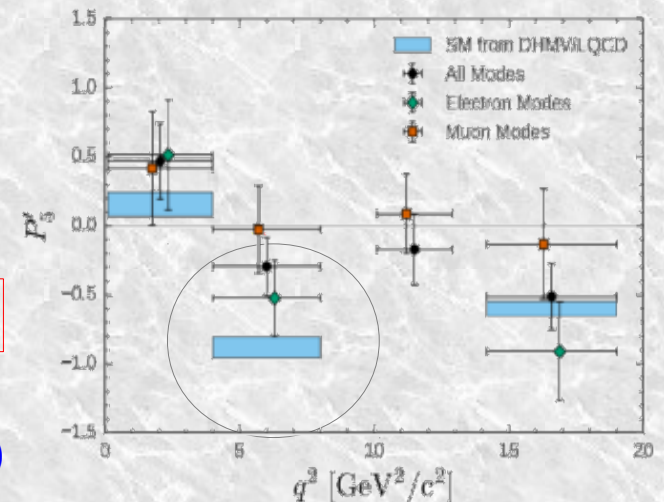 1.5
SM from DHMV/LQCD
1.0
All Modes
Electron Modes
Muon Modes
0.5
P'₅
0.0
−0.5
−1.0
−1.5
0 5 10 15 20
q² [GeV²/c²]
)